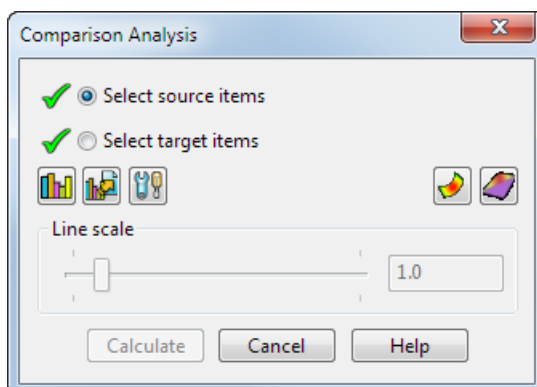 Comparison Analysis
Select source items
Select target items
Line scale
1.0
Calculate Cancel Help